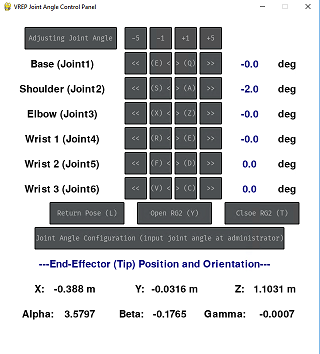 VREP Joint Angle Control Panel
Adjusting Joint Angle -5 -1 +1 +5
Base (Joint1) << (E) < > (Q) >> -0.0 deg
Shoulder (Joint2) << (S) < > (A) >> -2.0 deg
Elbow (Joint3) << (X) < > (Z) >> -0.0 deg
Wrist 1 (Joint4) << (R) < > (E) >> -0.0 deg
Wrist 2 (Joint5) << (F) < > (D) >> 0.0 deg
Wrist 3 (Joint6) << (V) < > (C) >> 0.0 deg
Return Pose (L) Open RG2 (Y) Clsoe RG2 (T)
Joint Angle Configuration (input joint angle at administrator)
---End-Effector (Tip) Position and Orientation---
X: -0.388 m Y: -0.0316 m Z: 1.1031 m
Alpha: 3.5797 Beta: -0.1765 Gamma: -0.0007